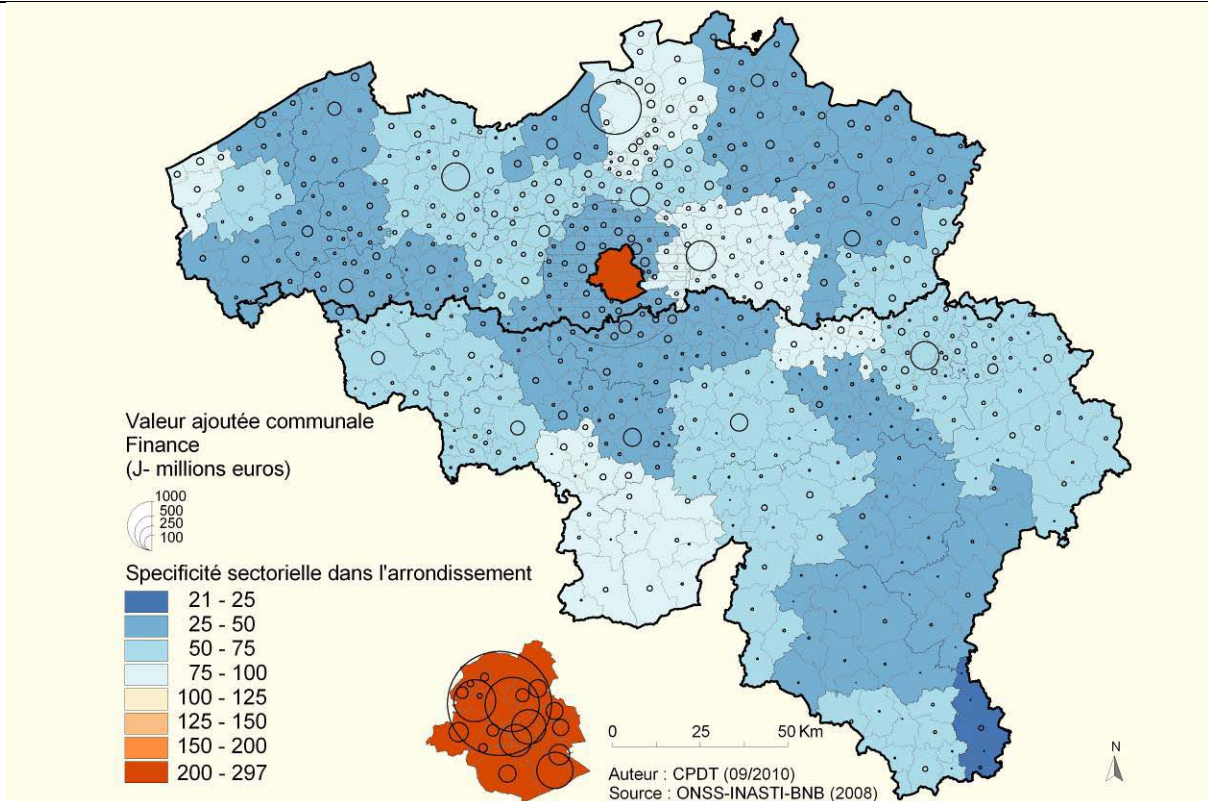 Valeur ajoutée communale
Finance
(J- millions euros)
1000
500
250
100
Specificité sectorielle dans l'arrondissement
21 - 25
25 - 50
50 - 75
75 - 100
100 - 125
125 - 150
150 - 200
200 - 297
0 25 50 Km
Auteur : CPDT (09/2010)
Source : ONSS-INASTI-BNB (2008)
N